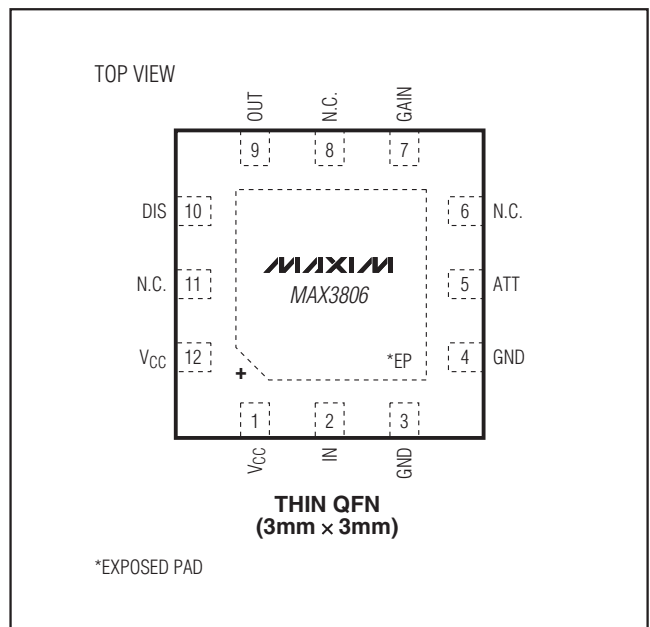 TOP VIEW
OUT
N.C.
GAIN
9
8
7
DIS 10
6 N.C.
MAXIM
MAX3806
N.C. 11
5 ATT
VCC 12
*EP
4 GND
+
1
2
3
VCC
IN
GND
THIN QFN
(3mm × 3mm)
*EXPOSED PAD